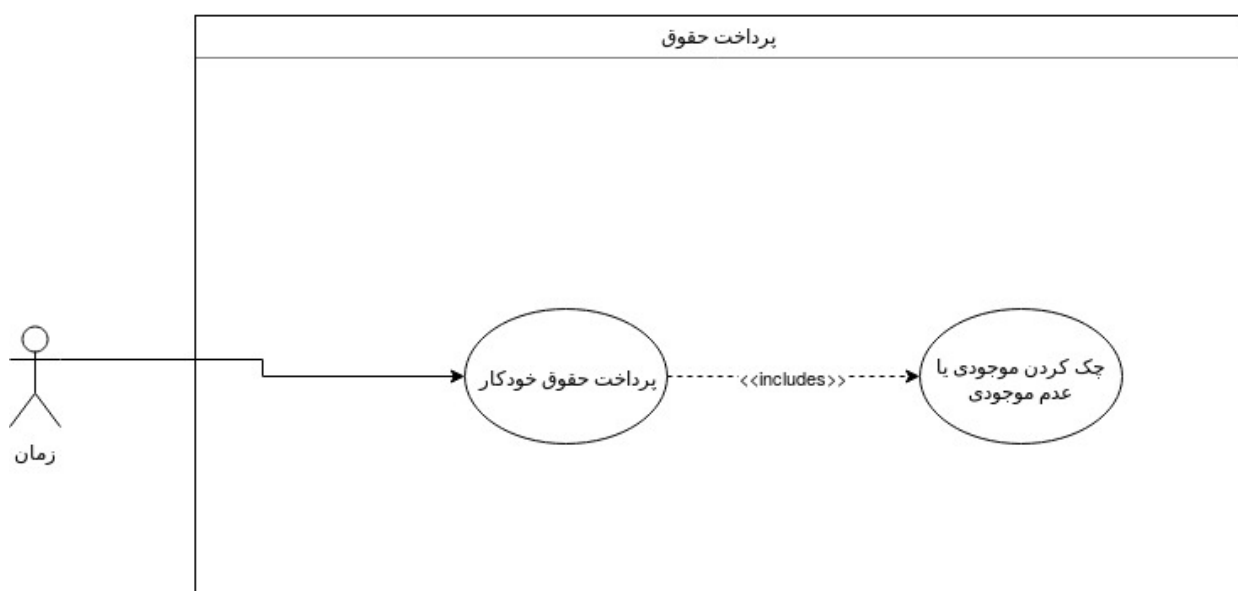 پرداخت حقوق
زمان
پرداخت حقوق خودکار
<<includes>>
چک کردن موجودی یا
عدم موجودی